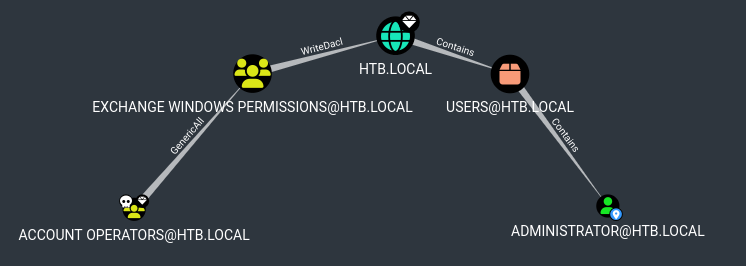 WriteDacl
Contains
HTB.LOCAL
EXCHANGE WINDOWS PERMISSIONS@HTB.LOCAL
USERS@HTB.LOCAL
GenericAll
Contains
ACCOUNT OPERATORS@HTB.LOCAL
ADMINISTRATOR@HTB.LOCAL